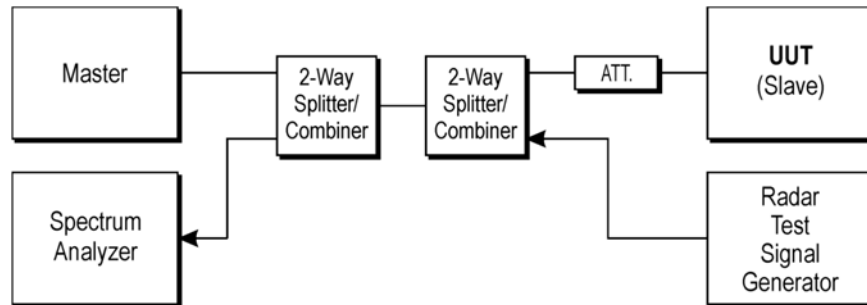 Master
2-Way
Splitter/
Combiner
2-Way
Splitter/
Combiner
ATT.
UUT
(Slave)
Spectrum
Analyzer
Radar
Test
Signal
Generator